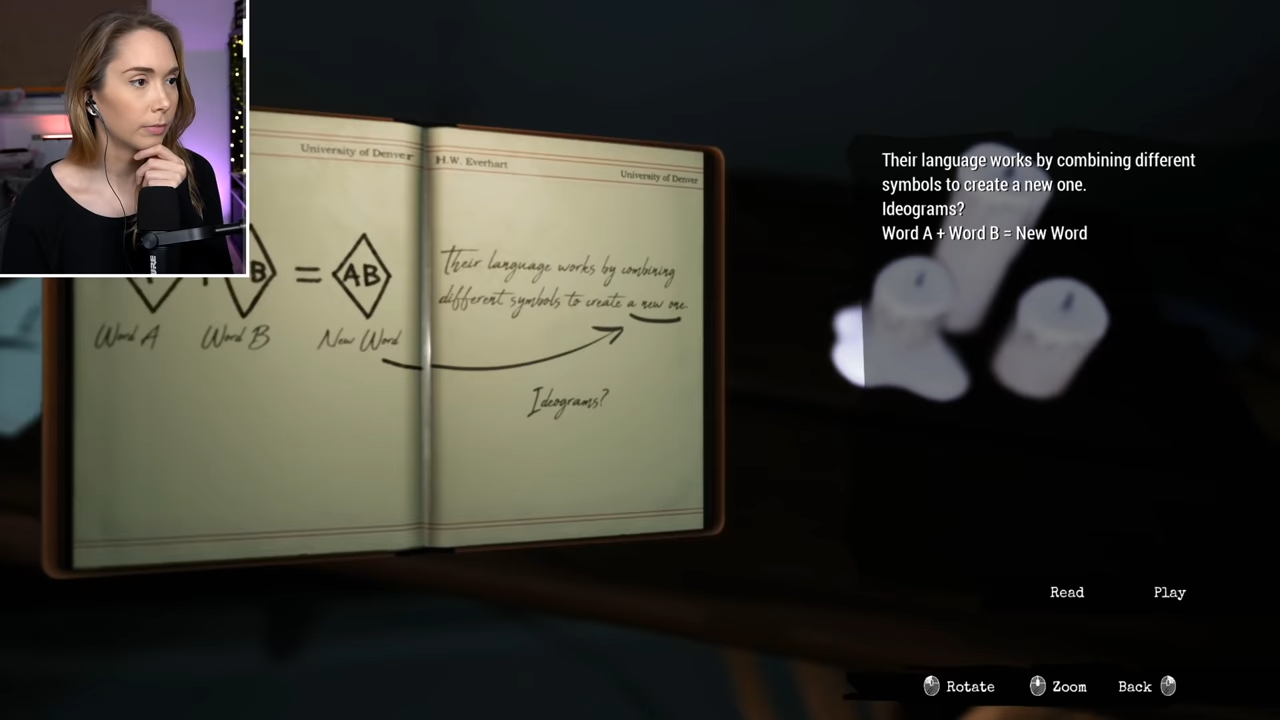 University of Denver
B = AB
Word A Word B New Word
H.W. Everhart
University of Denver
Their language works by combining
different symbols to create a new one.
Ideograms?
Their language works by combining different
symbols to create a new one.
Ideograms?
Word A + Word B = New Word
Read Play
Rotate Zoom Back